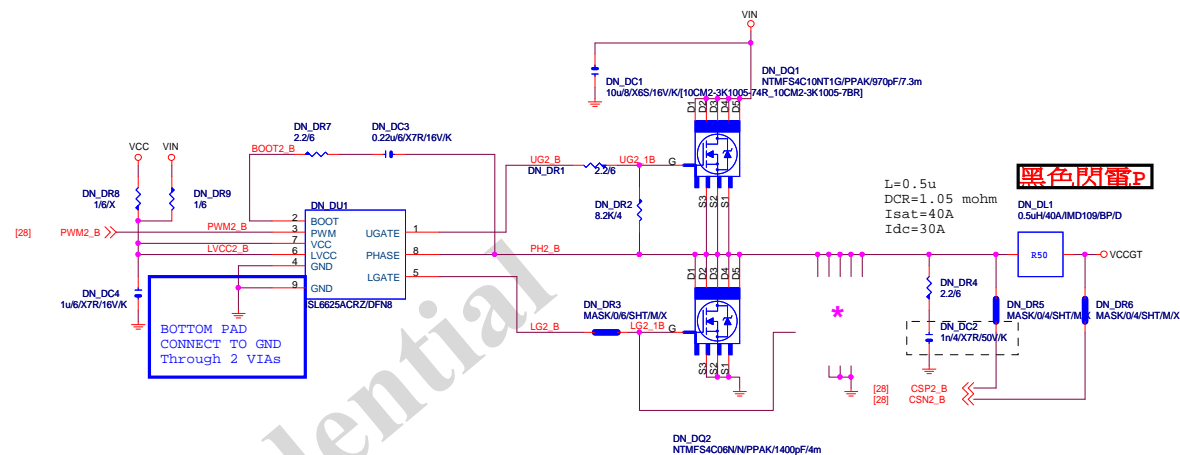 VIN
DN_DC1
10u/8/X6S/16V/K/[10CM2-3K1005-74R_10CM2-3K1005-7BR]
DN_DQ1
NTMFS4C10NT1G/PPAK/970pF/7.3m
D1 D2 D3 D4 D5
G
S3 S2 S1
VCC
VIN
BOOT2_B
DN_DR7
2.2/6
DN_DC3
0.22u/6/X7R/16V/K
UG2_B
DN_DR1
2.2/6
UG2_1B
DN_DR8
1/6/X
DN_DR9
1/6
DN_DR2
8.2K/4
[28]
PWM2_B
PWM2_B
LVCC2_B
DN_DU1
2
BOOT
3
PWM
7
VCC
6
LVCC
4
GND
9
GND
UGATE
1
PHASE
8
LGATE
5
SL6625ACRZ/DFN8
PH2_B
DN_DC4
1u/6/X7R/16V/K
BOTTOM PAD
CONNECT TO GND
Through 2 VIAs
LG2_B
DN_DR3
MASK/0/6/SHT/M/X
LG2_1B
D1 D2 D3 D4 D5
G
S3 S2 S1
DN_DQ2
NTMFS4C06N/N/PPAK/1400pF/4m
*
L=0.5u
DCR=1.05 mohm
Isat=40A
Idc=30A
黑色閃電P
DN_DL1
0.5uH/40A/IMD109/BP/D
R50
VCCGT
DN_DR4
2.2/6
DN_DC2
1n/4/X7R/50V/K
DN_DR5
MASK/0/4/SHT/M/X
DN_DR6
MASK/0/4/SHT/M/X
[28]
CSP2_B
[28]
CSN2_B
dential